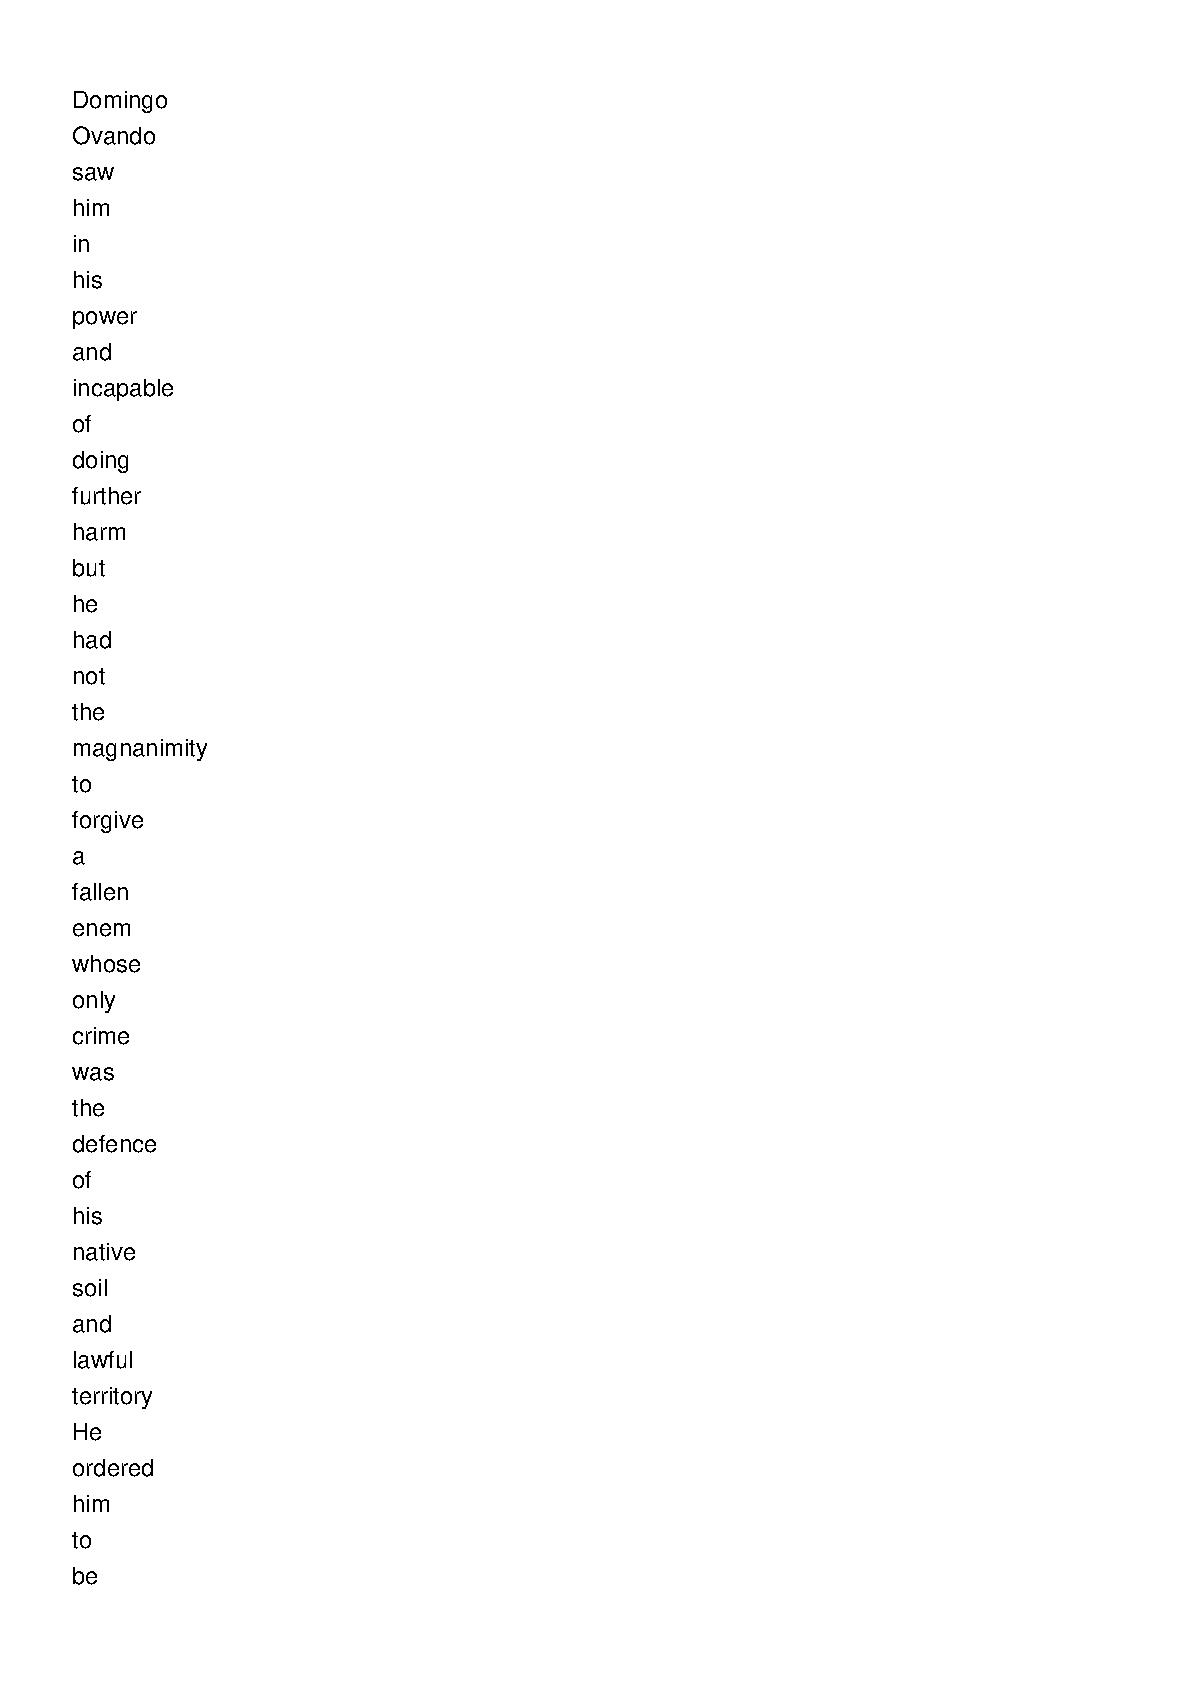 Domingo
Ovando
saw
him
in
his
power
and
incapable
of
doing
further
harm
but
he
had
not
the
magnanimity
to
forgive
a
fallen
enem
whose
only
crime
was
the
defence
of
his
native
soil
and
lawful
territory
He
ordered
him
to
be